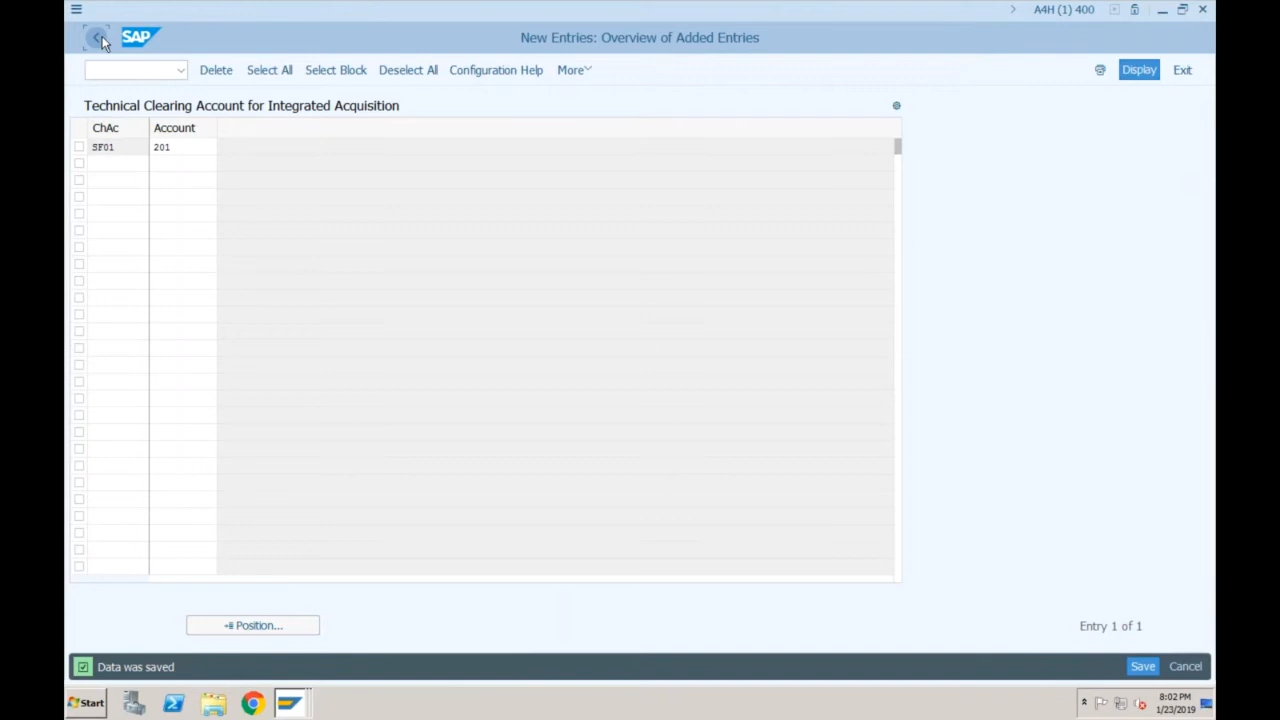 A4H (1) 400
SAP
New Entries: Overview of Added Entries
Delete Select All Select Block Deselect All Configuration Help More Display Exit
Technical Clearing Account for Integrated Acquisition
ChAc Account
SF01 201
Position...
Entry 1 of 1
Data was saved
Save Cancel
Start
8:02 PM
1/23/2019